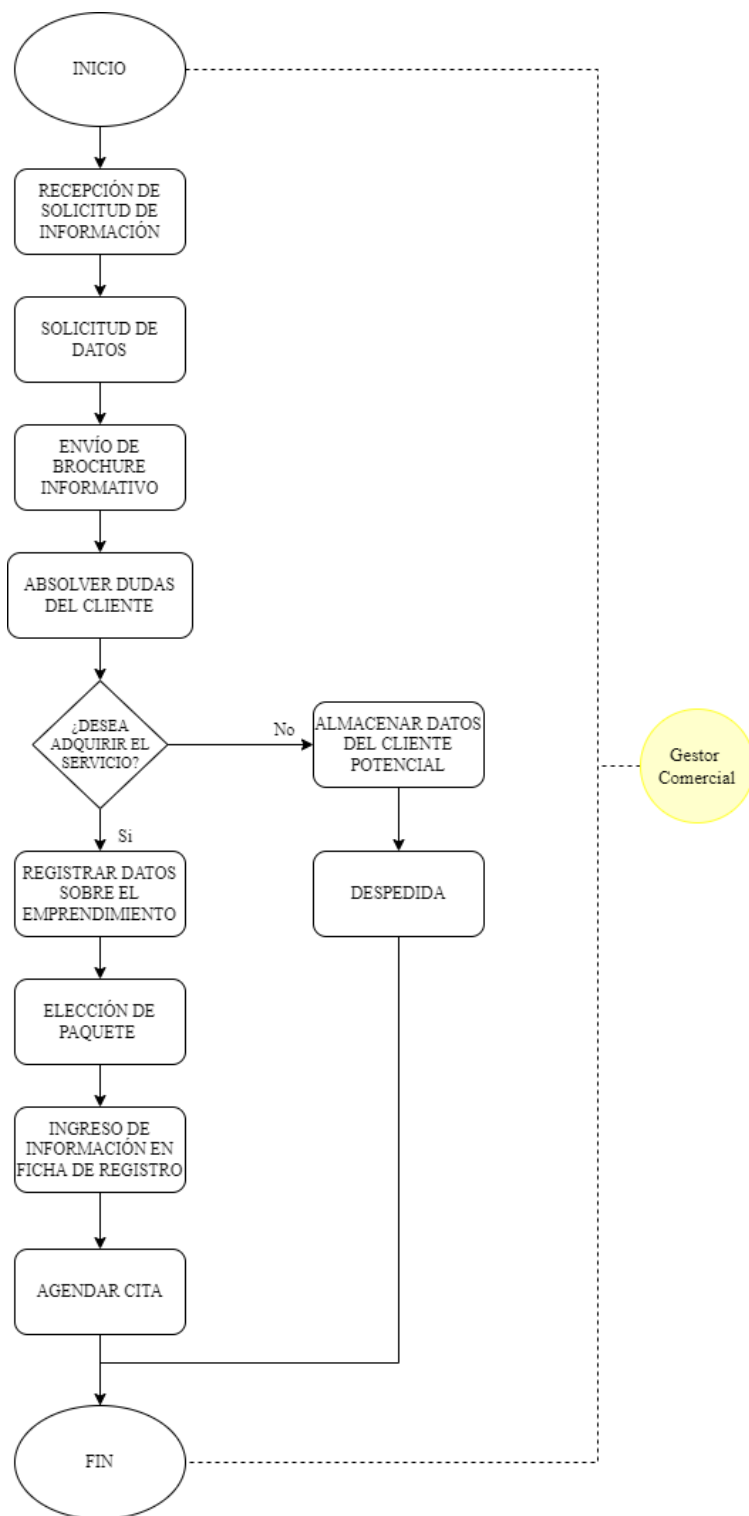 INICIO
RECEPCIÓN DE
SOLICITUD DE
INFORMACIÓN
SOLICITUD DE
DATOS
ENVÍO DE
BROCHURE
INFORMATIVO
ABSOLVER DUDAS
DEL CLIENTE
¿DESEA
ADQUIRIR EL
SERVICIO?
No
ALMACENAR DATOS
DEL CLIENTE
POTENCIAL
Gestor
Comercial
Si
REGISTRAR DATOS
SOBRE EL
EMPRENDIMIENTO
DESPEDIDA
ELECCIÓN DE
PAQUETE
INGRESO DE
INFORMACIÓN EN
FICHA DE REGISTRO
AGENDAR CITA
FIN